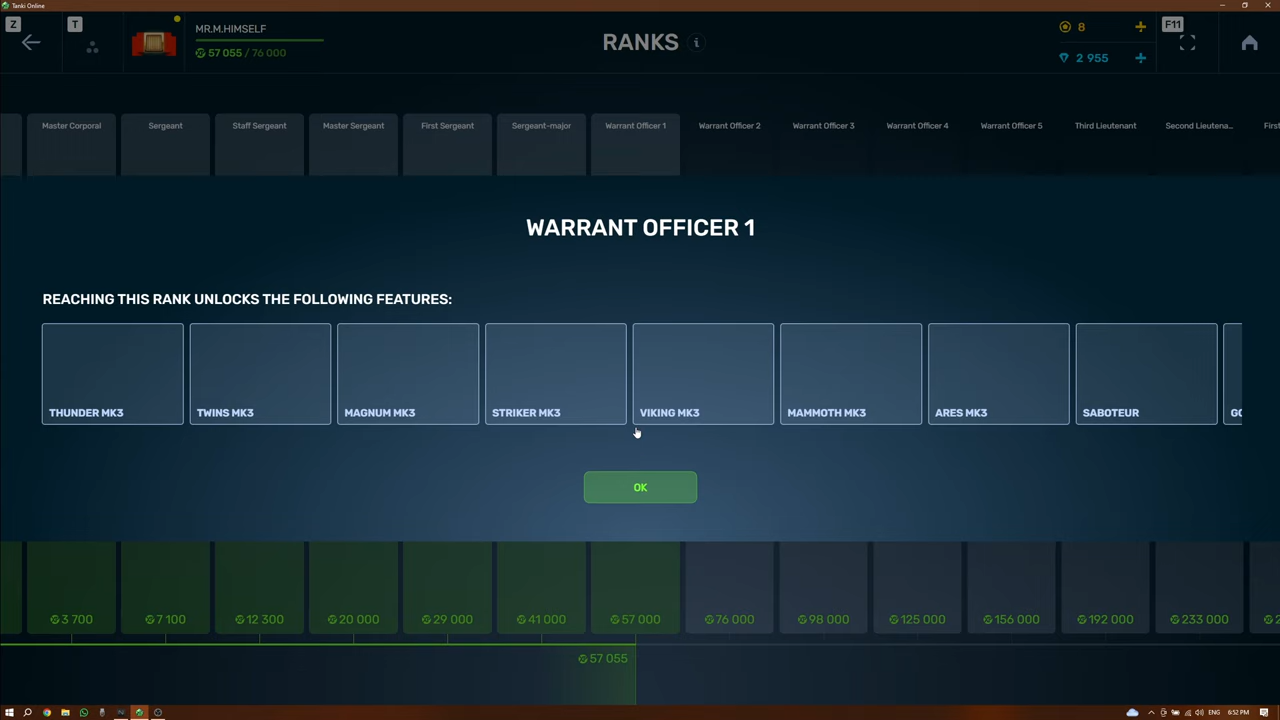 Tanki Online
Z
T
MR.M.HIMSELF
57 055 / 76 000
RANKS
i
8
2 955
F11
Master Corporal
Sergeant
Staff Sergeant
Master Sergeant
First Sergeant
Sergeant-major
Warrant Officer 1
Warrant Officer 2
Warrant Officer 3
Warrant Officer 4
Warrant Officer 5
Third Lieutenant
Second Lieutena...
First
WARRANT OFFICER 1
REACHING THIS RANK UNLOCKS THE FOLLOWING FEATURES:
THUNDER MK3
TWINS MK3
MAGNUM MK3
STRIKER MK3
VIKING MK3
MAMMOTH MK3
ARES MK3
SABOTEUR
GO
OK
3 700
7 100
12 300
20 000
29 000
41 000
57 000
76 000
98 000
125 000
156 000
192 000
233 000
57 055
ENG
6:52 PM